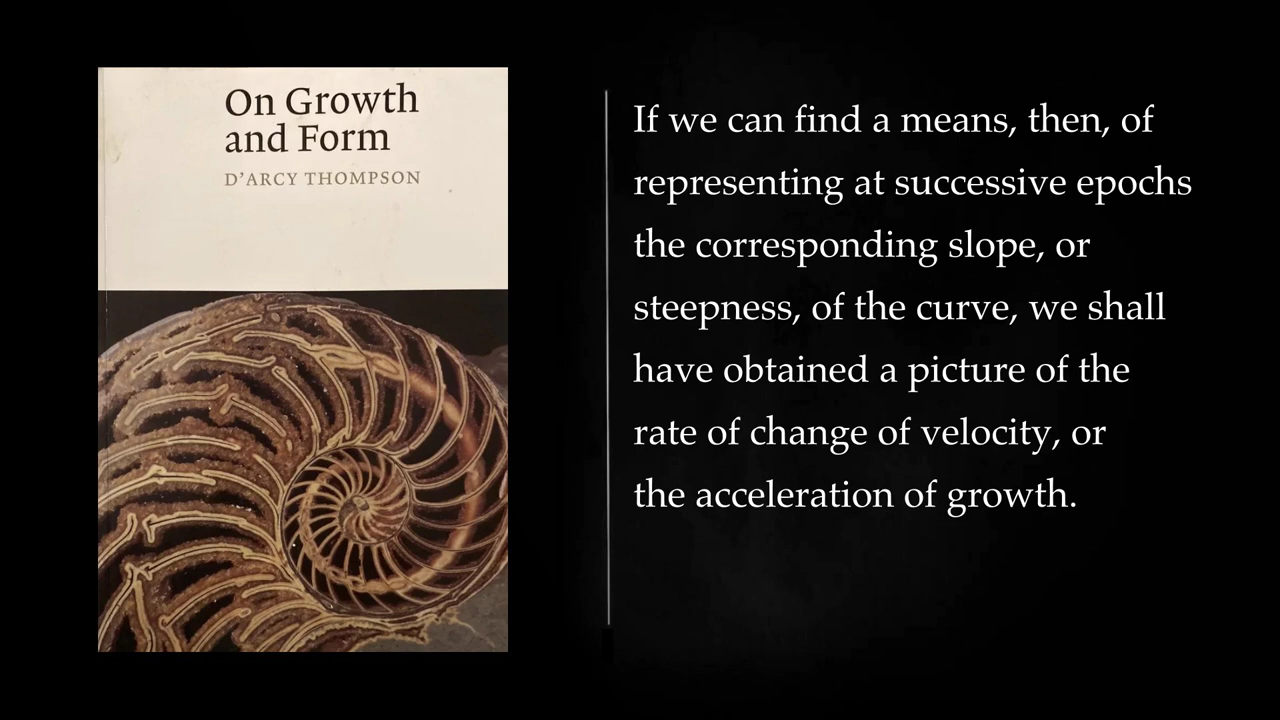 On Growth
and Form
D'ARCY THOMPSON
If we can find a means, then, of
representing at successive epochs
the corresponding slope, or
steepness, of the curve, we shall
have obtained a picture of the
rate of change of velocity, or
the acceleration of growth.